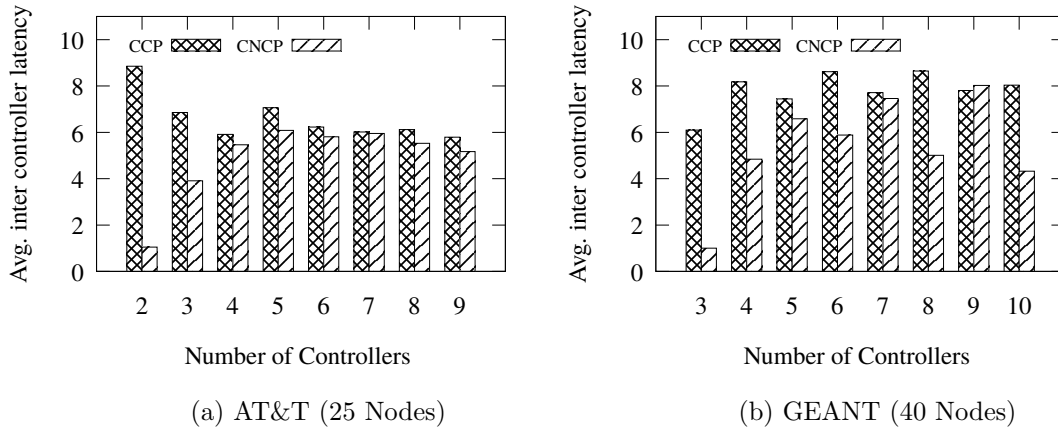 Avg. inter controller latency
10
8
6
4
2
0
CCP CNCP
2 3 4 5 6 7 8 9
Number of Controllers
(a) AT&T (25 Nodes)
Avg. inter controller latency
10
8
6
4
2
0
CCP CNCP
3 4 5 6 7 8 9 10
Number of Controllers
(b) GEANT (40 Nodes)